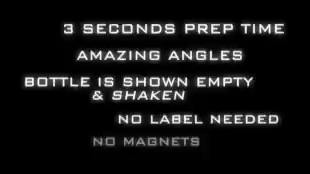 3 SECONDS PREP TIME
AMAZING ANGLES
BOTTLE IS SHOWN EMPTY
& SHAKEN
NO LABEL NEEDED
NO MAGNETS